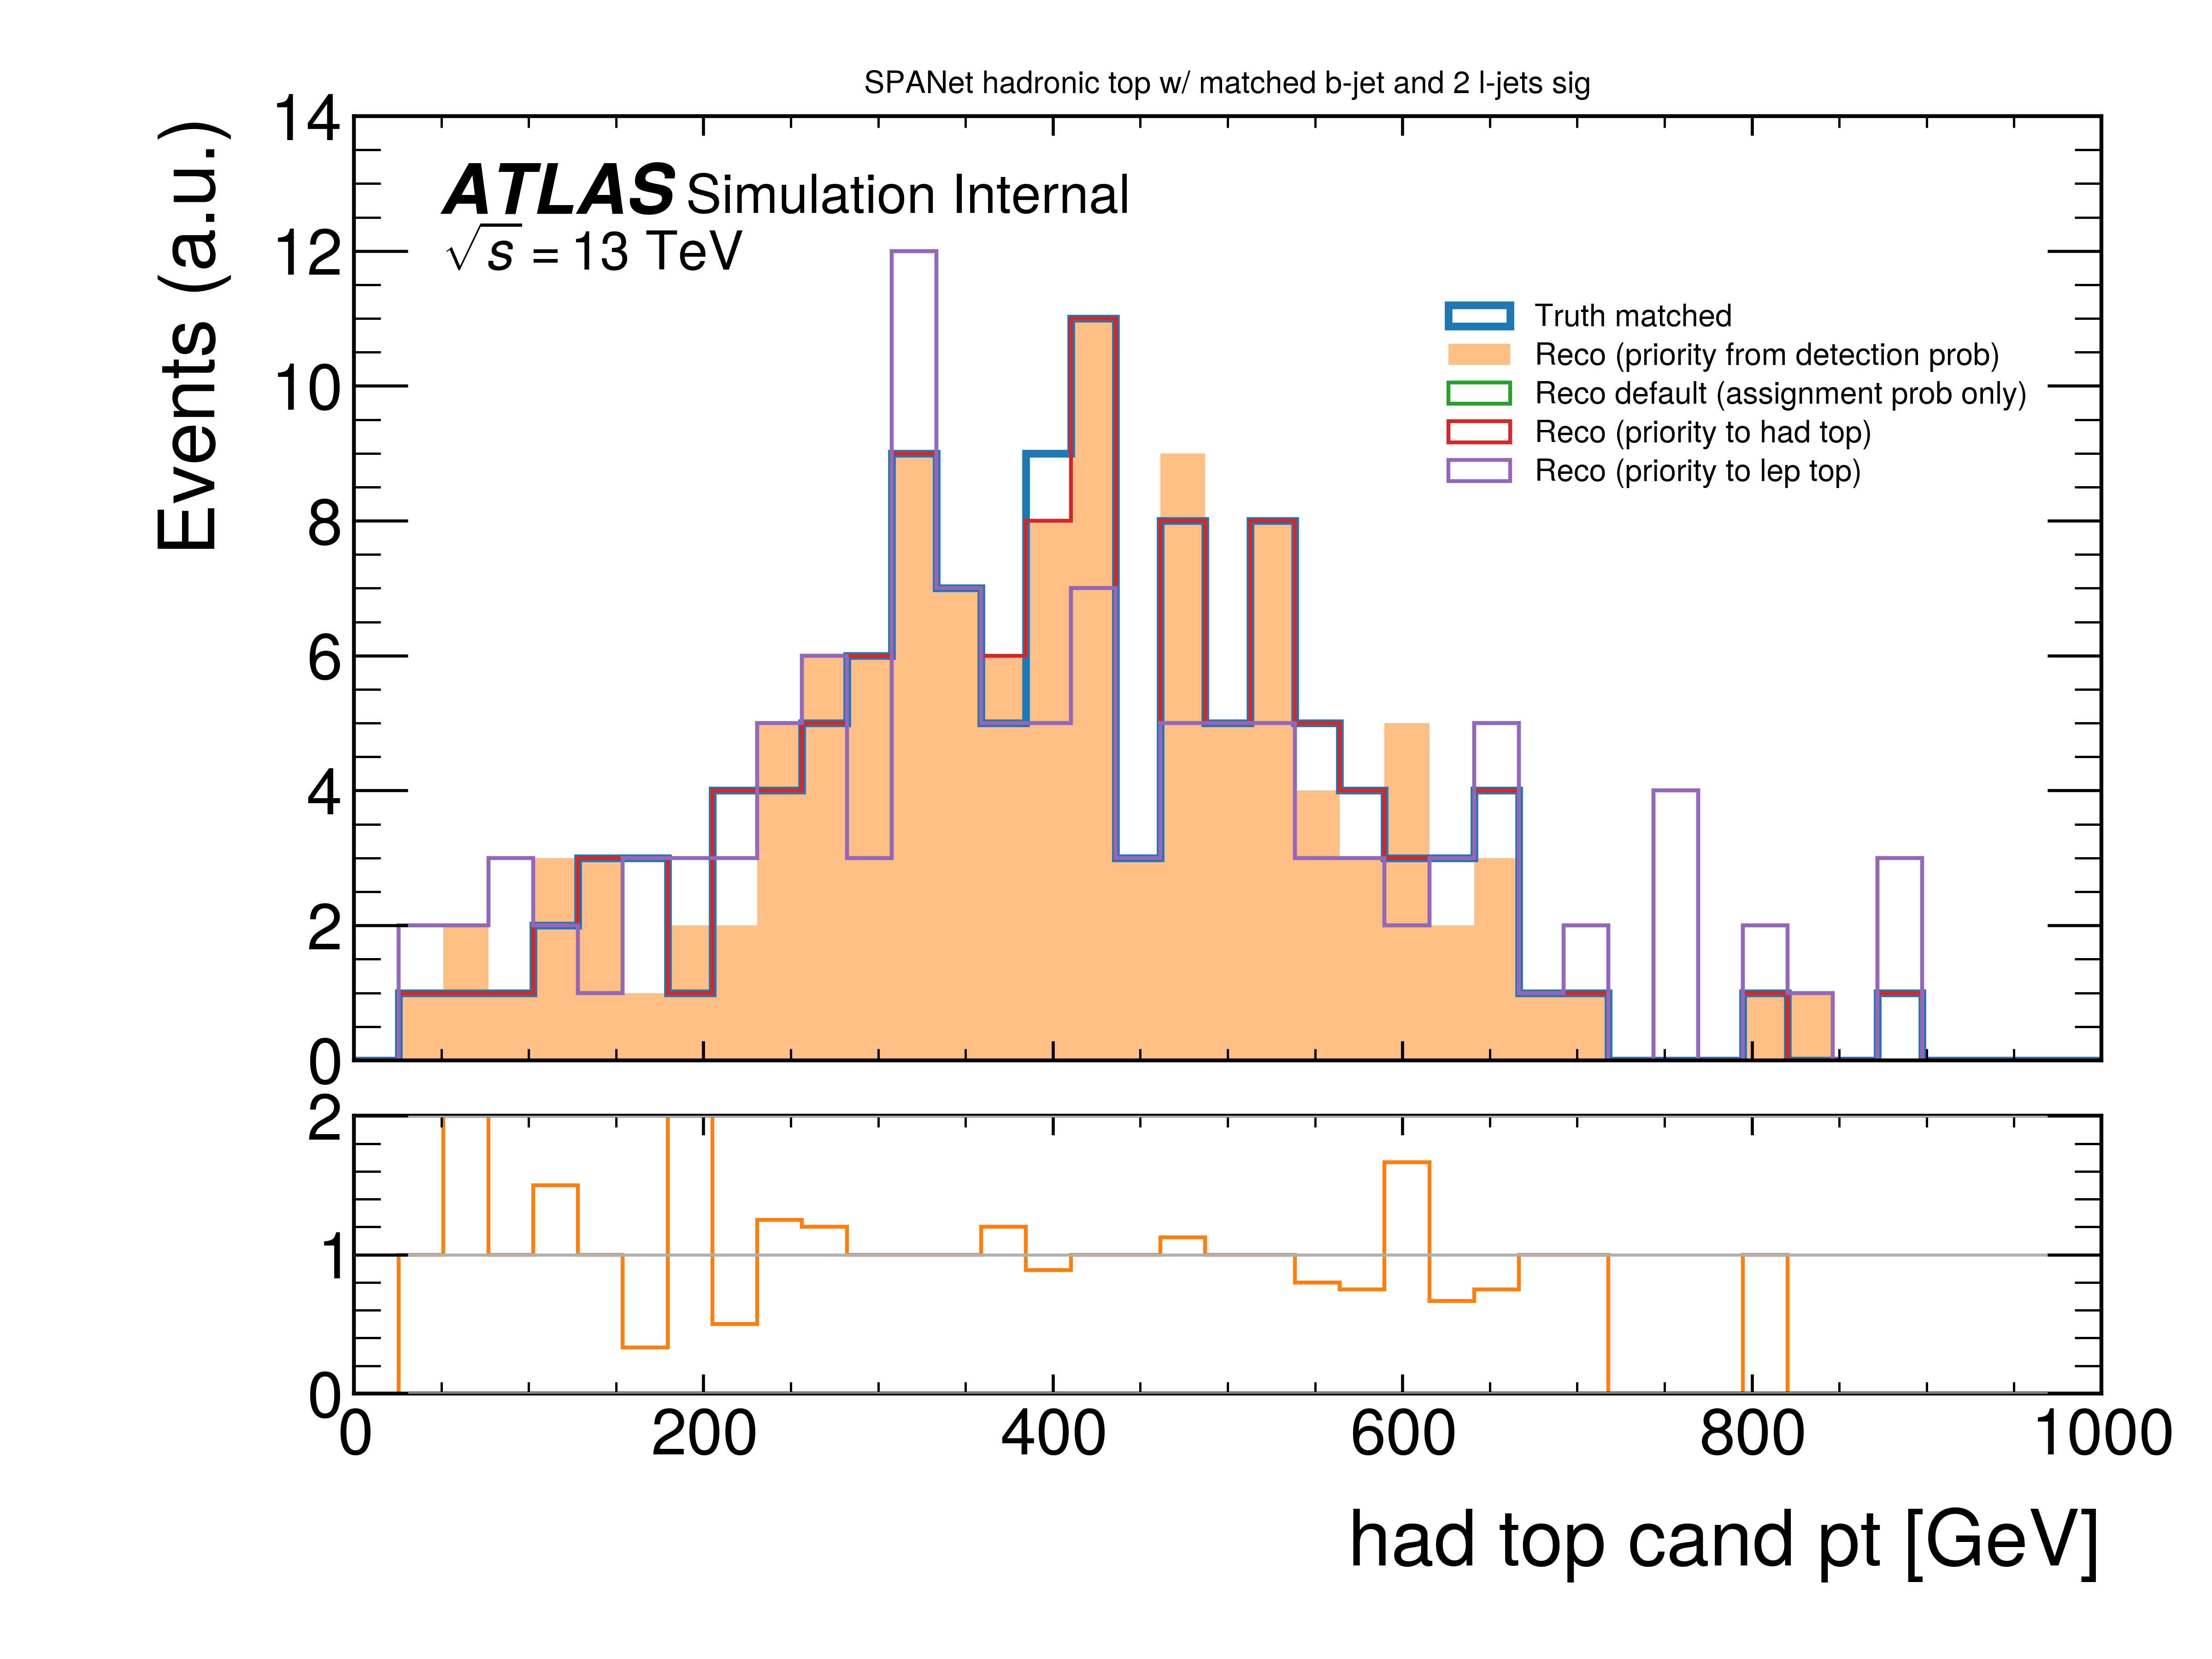 SPANet hadronic top w/ matched b-jet and 2 l-jets sig
Events (a.u.)
14
12
10
8
6
4
2
0
ATLAS Simulation Internal
√s = 13 TeV
Truth matched
Reco (priority from detection prob)
Reco default (assignment prob only)
Reco (priority to had top)
Reco (priority to lep top)
2
1
0
0 200 400 600 800 1000
had top cand pt [GeV]